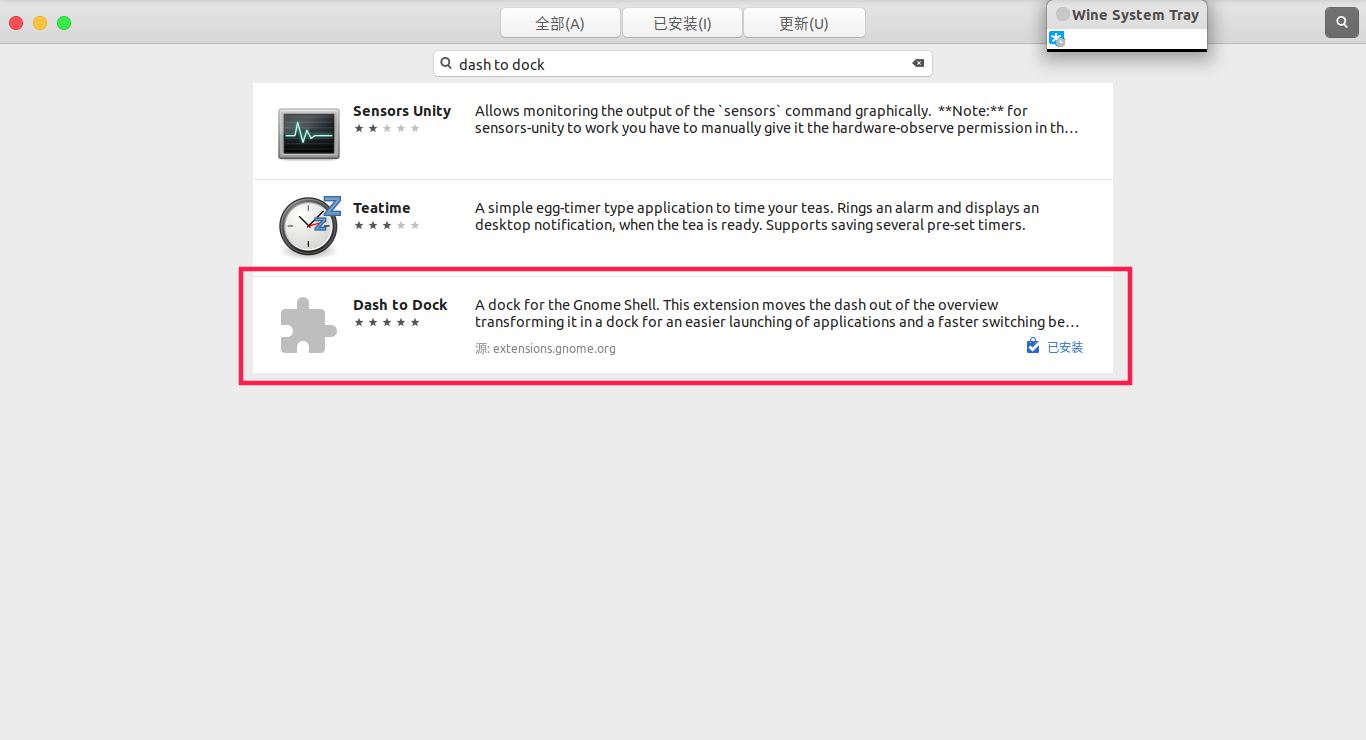 全部(A)
已安装(I)
更新(U)
Wine System Tray
dash to dock
Sensors Unity
Allows monitoring the output of the `sensors` command graphically.  **Note:** for
sensors-unity to work you have to manually give it the hardware-observe permission in th…
Teatime
A simple egg-timer type application to time your teas. Rings an alarm and displays an
desktop notification, when the tea is ready. Supports saving several pre-set timers.
Dash to Dock
A dock for the Gnome Shell. This extension moves the dash out of the overview
transforming it in a dock for an easier launching of applications and a faster switching be…
源: extensions.gnome.org
已安装